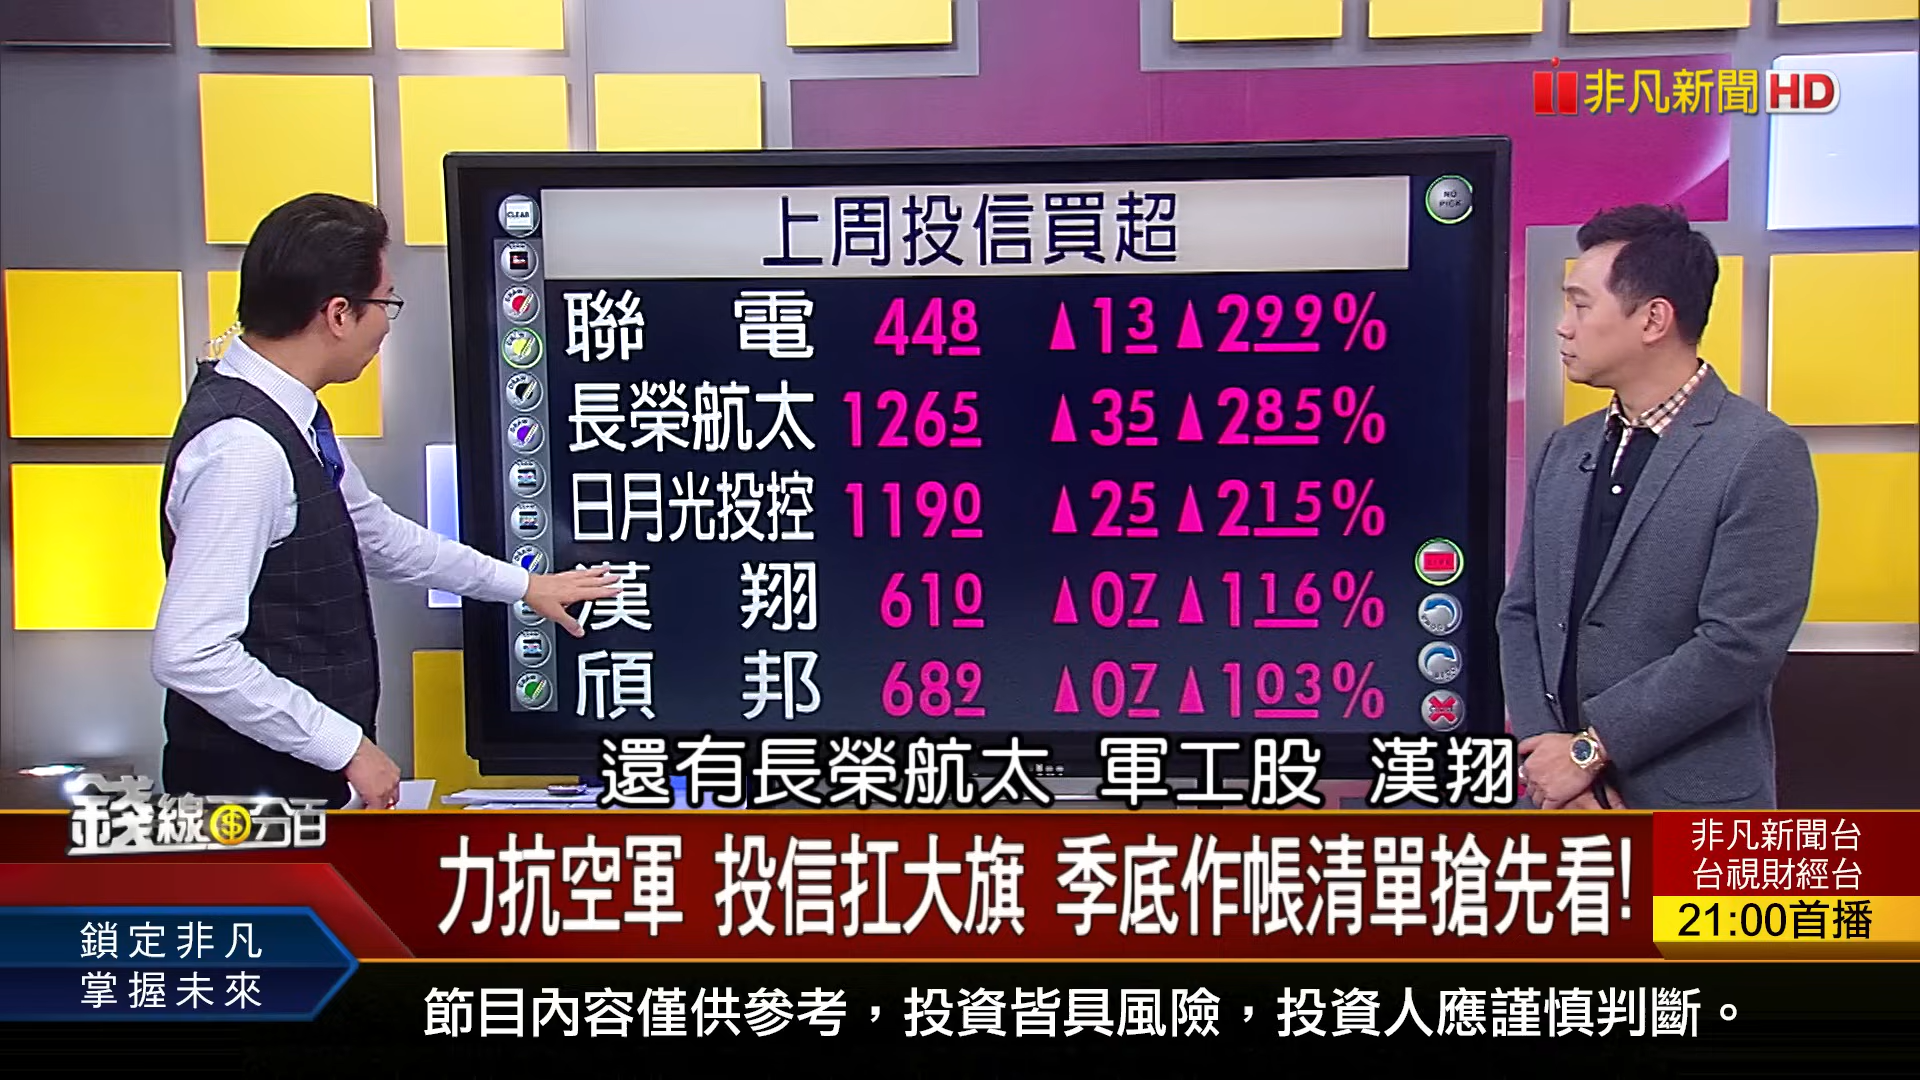 非凡新聞HD
CLEAR
NO PICK
上周投信買超
聯電 448 ▲13 ▲299%
長榮航太 1265 ▲35 ▲285%
日月光投控 1190 ▲25 ▲215%
漢翔 610 ▲07 ▲116%
頎邦 689 ▲07 ▲103%
還有長榮航太 軍工股 漢翔
錢線百分百
力抗空軍 投信扛大旗 季底作帳清單搶先看!
非凡新聞台
台視財經台
21:00首播
鎖定非凡
掌握未來
節目內容僅供參考，投資皆具風險，投資人應謹慎判斷。